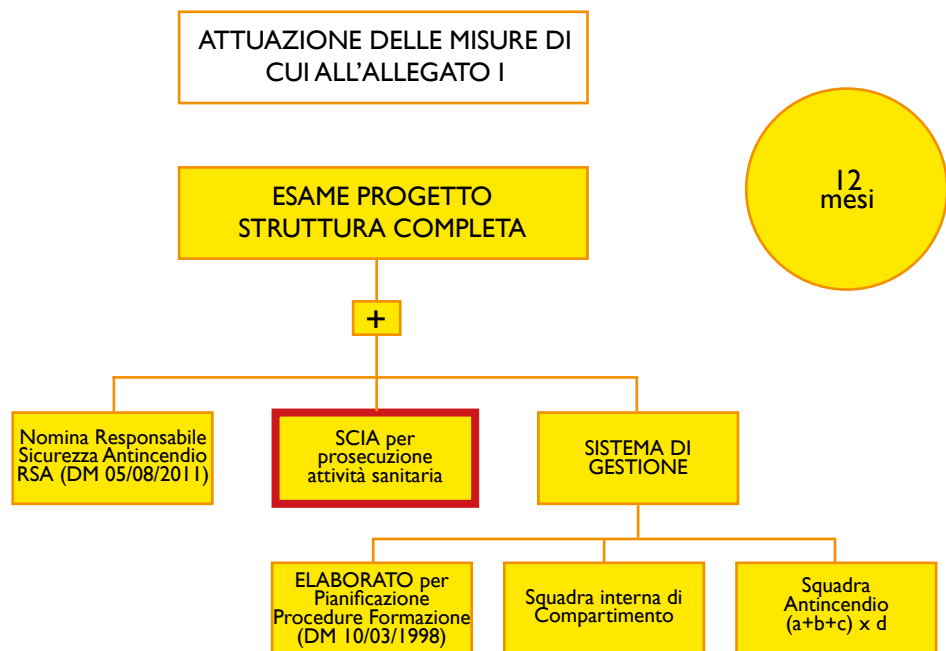 ATTUAZIONE DELLE MISURE DI
CUI ALL'ALLEGATO I
12
mesi
ESAME PROGETTO
STRUTTURA COMPLETA
+
Nomina Responsabile
Sicurezza Antincendio
RSA (DM 05/08/2011)
SCIA per
prosecuzione
attività sanitaria
SISTEMA DI
GESTIONE
ELABORATO per
Pianificazione
Procedure Formazione
(DM 10/03/1998)
Squadra interna di
Compartimento
Squadra
Antincendio
(a+b+c) x d